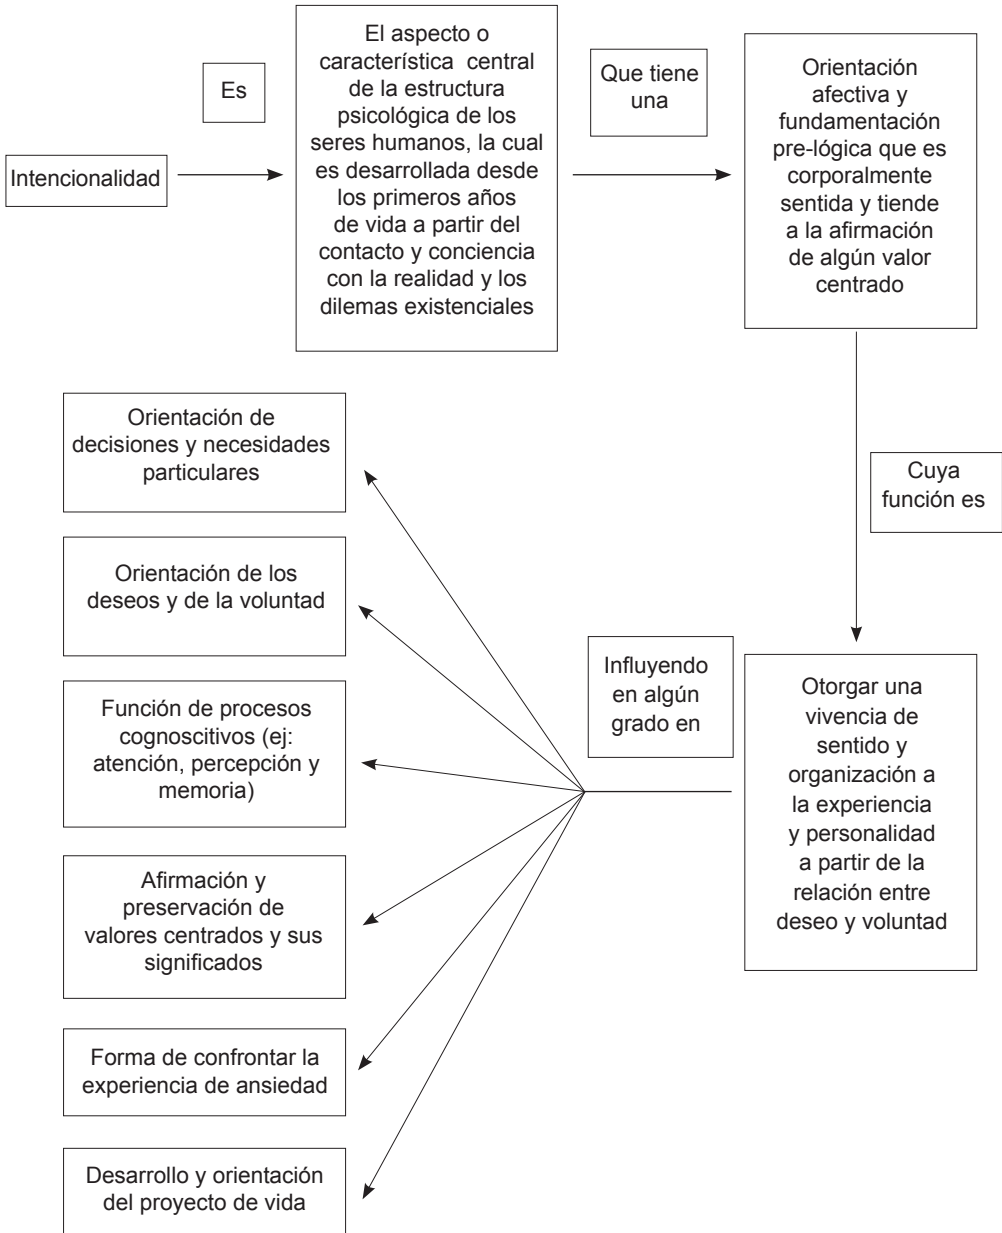 Intencionalidad
Es
El aspecto o
característica central
de la estructura
psicológica de los
seres humanos, la cual
es desarrollada desde
los primeros años
de vida a partir del
contacto y conciencia
con la realidad y los
dilemas existenciales
Que tiene
una
Orientación
afectiva y
fundamentación
pre-lógica que es
corporalmente
sentida y tiende
a la afirmación
de algún valor
centrado
Cuya
función es
Otorgar una
vivencia de
sentido y
organización a
la experiencia
y personalidad
a partir de la
relación entre
deseo y voluntad
Influyendo
en algún
grado en
Orientación de
decisiones y necesidades
particulares
Orientación de los
deseos y de la voluntad
Función de procesos
cognoscitivos (ej:
atención, percepción y
memoria)
Afirmación y
preservación de
valores centrados y sus
significados
Forma de confrontar la
experiencia de ansiedad
Desarrollo y orientación
del proyecto de vida